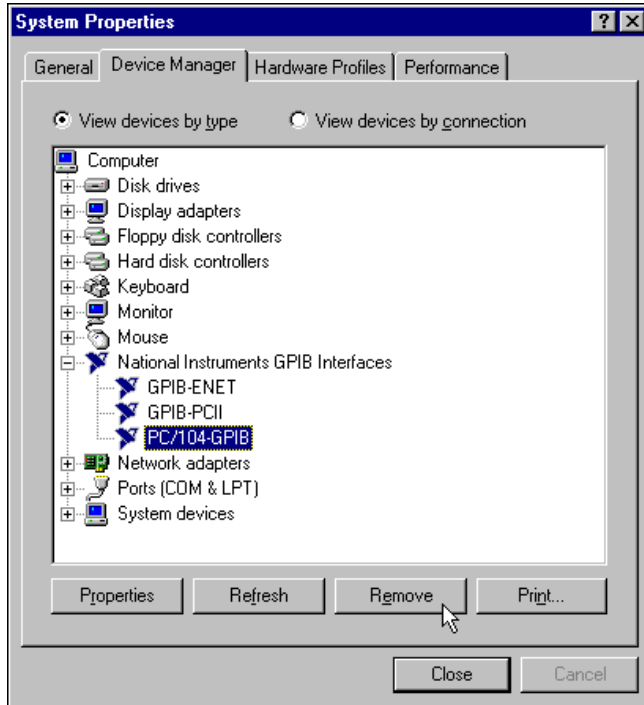 System Properties
General Device Manager Hardware Profiles Performance
View devices by type View devices by connection
Computer
Disk drives
Display adapters
Floppy disk controllers
Hard disk controllers
Keyboard
Monitor
Mouse
National Instruments GPIB Interfaces
GPIB-ENET
GPIB-PCII
PC/104-GPIB
Network adapters
Ports (COM & LPT)
System devices
Properties Refresh Remove Print...
Close Cancel